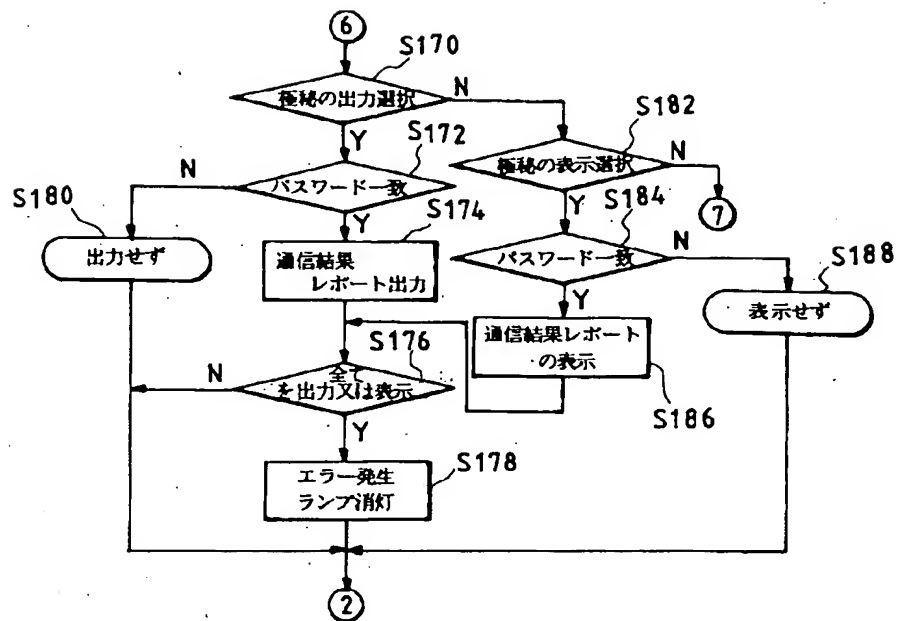 ⑥
S170
極秘の出力選択
N
Y
S172
S182
極秘の表示選択
N
N
パスワード一致
S180
Y
S174
Y
S184
⑦
出力せず
通信結果
レポート出力
パスワード一致
N
S188
Y
表示せず
S176
通信結果レポート
の表示
N
全て
を出力又は表示
S186
Y
S178
エラー発生
ランプ消灯
②